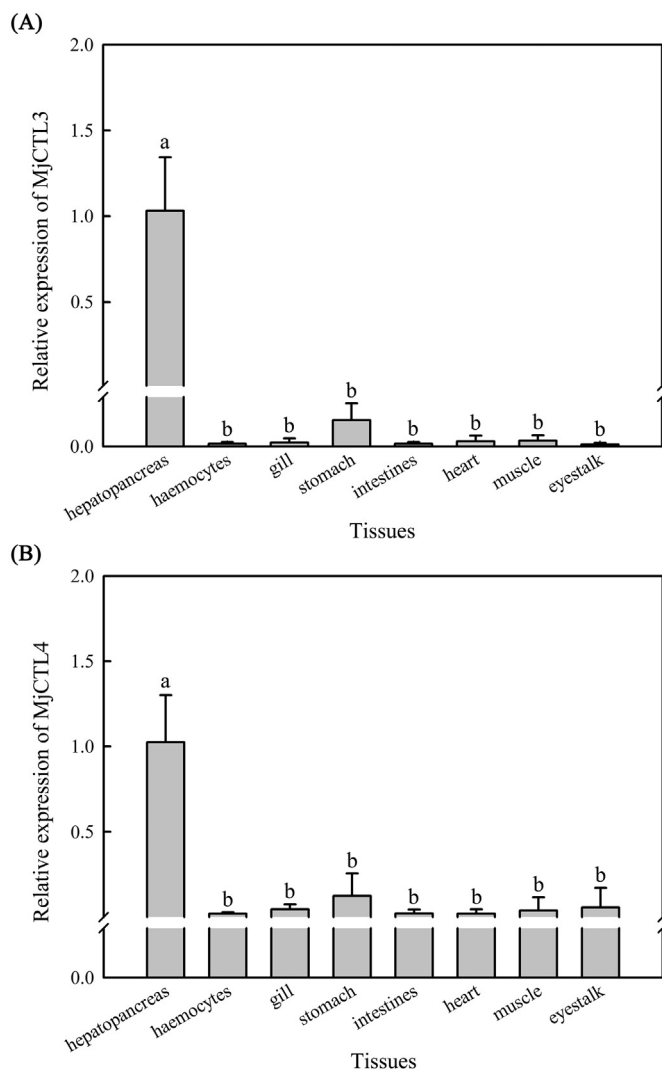 (A)
Relative expression of MjCTL3
2.0
1.5
1.0
0.5
0.0
a
b
b
b
b
b
b
b
hepatopancreas
haemocytes
gill
stomach
intestines
heart
muscle
eyestalk
Tissues
(B)
Relative expression of MjCTL4
2.0
1.5
1.0
0.5
0.0
a
b
b
b
b
b
b
b
hepatopancreas
haemocytes
gill
stomach
intestines
heart
muscle
eyestalk
Tissues